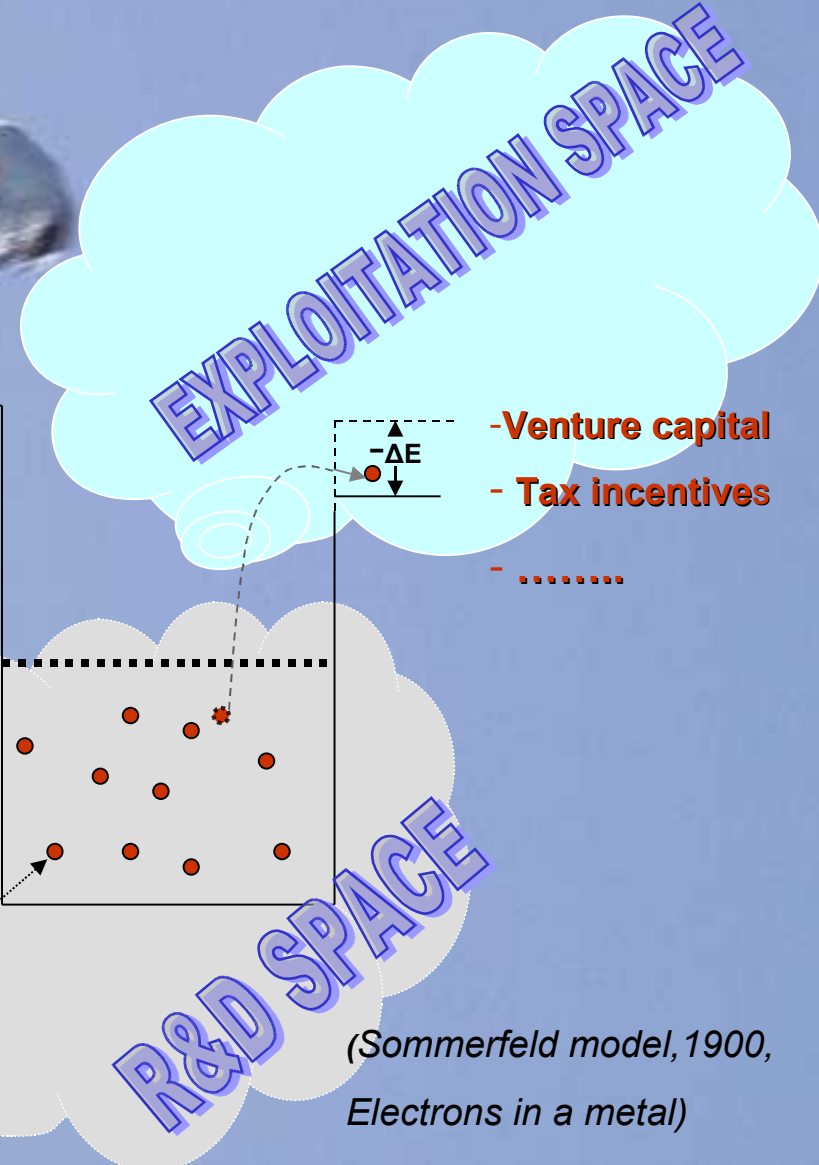 EXPLOITATION SPACE
-Venture capital
-ΔE
- Tax incentives
- ........
R&D SPACE
(Sommerfeld model,1900,
Electrons in a metal)